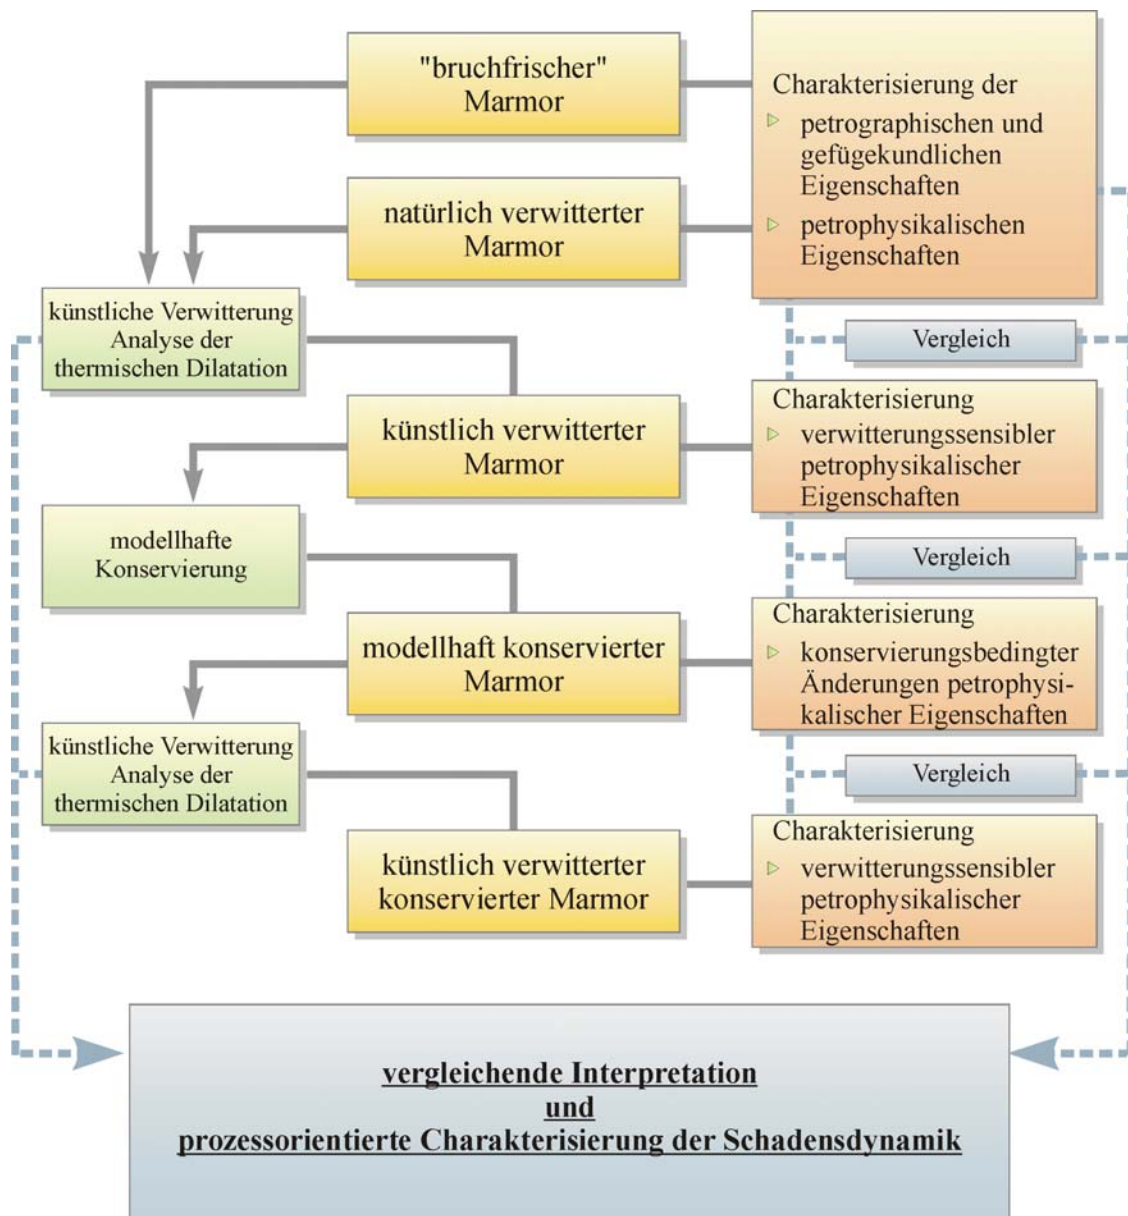 "bruchfrischer"
Marmor
Charakterisierung der
petrographischen und
gefügekundlichen
Eigenschaften
petrophysikalischen
Eigenschaften
natürlich verwitterter
Marmor
künstliche Verwitterung
Analyse der
thermischen Dilatation
Vergleich
künstlich verwitterter
Marmor
Charakterisierung
verwitterungssensibler
petrophysikalischer
Eigenschaften
modellhafte
Konservierung
Vergleich
modellhaft konservierter
Marmor
Charakterisierung
konservierungsbedingter
Änderungen petrophysi-
kalischer Eigenschaften
künstliche Verwitterung
Analyse der
thermischen Dilatation
Vergleich
künstlich verwitterter
konservierter Marmor
Charakterisierung
verwitterungssensibler
petrophysikalischer
Eigenschaften
vergleichende Interpretation
und
prozessorientierte Charakterisierung der Schadensdynamik